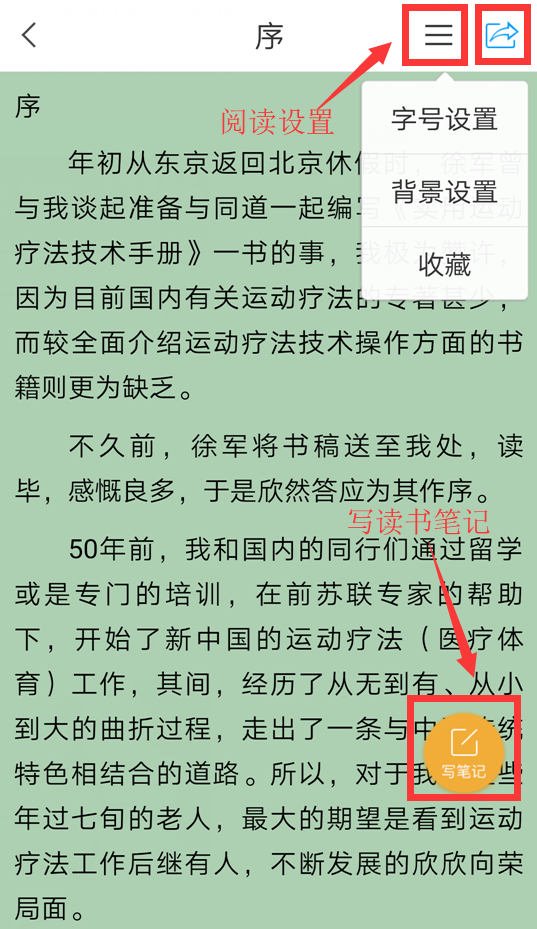 序
阅读设置
字号设置
背景设置
收藏
序
年初从东京返回北京休假时，徐军曾
与我谈起准备与同道一起编写《实用运动
疗法技术手册》一书的事，我极为赞许，
因为目前国内有关运动疗法的专著甚少，
而较全面介绍运动疗法技术操作方面的书
籍则更为缺乏。
不久前，徐军将书稿送至我处，读
毕，感慨良多，于是欣然答应为其作序。
写读书笔记
50年前，我和国内的同行们通过留学
或是专门的培训，在前苏联专家的帮助
下，开始了新中国的运动疗法（医疗体
育）工作，其间，经历了从无到有、从小
到大的曲折过程，走出了一条与中 统
特色相结合的道路。所以，对于我 些
写笔记
年过七旬的老人，最大的期望是看到运动
疗法工作后继有人，不断发展的欣欣向荣
局面。